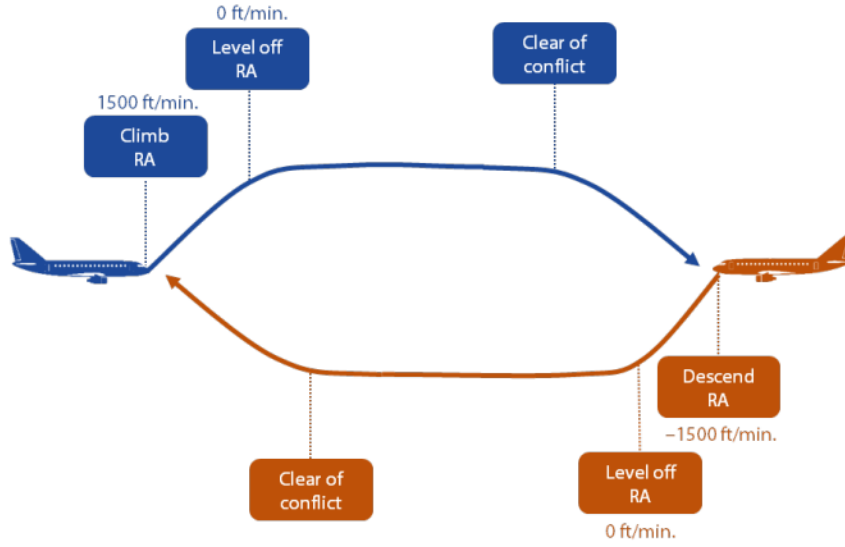 0 ft/min.
Level off
RA
Clear of
conflict
1500 ft/min.
Climb
RA
Descend
RA
–1500 ft/min.
Clear of
conflict
Level off
RA
0 ft/min.